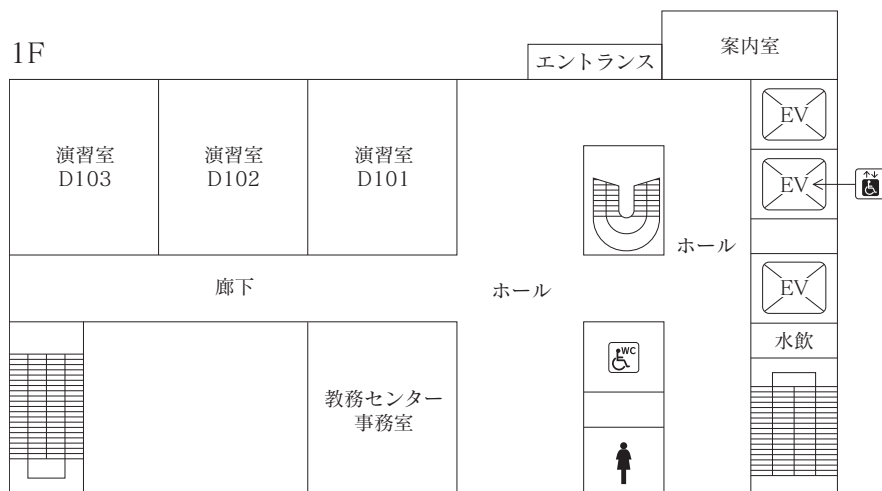 1F
エントランス
案内室
演習室
D103
演習室
D102
演習室
D101
EV
EV
EV
ホール
ホール
廊下
水飲
WC
教務センター
事務室